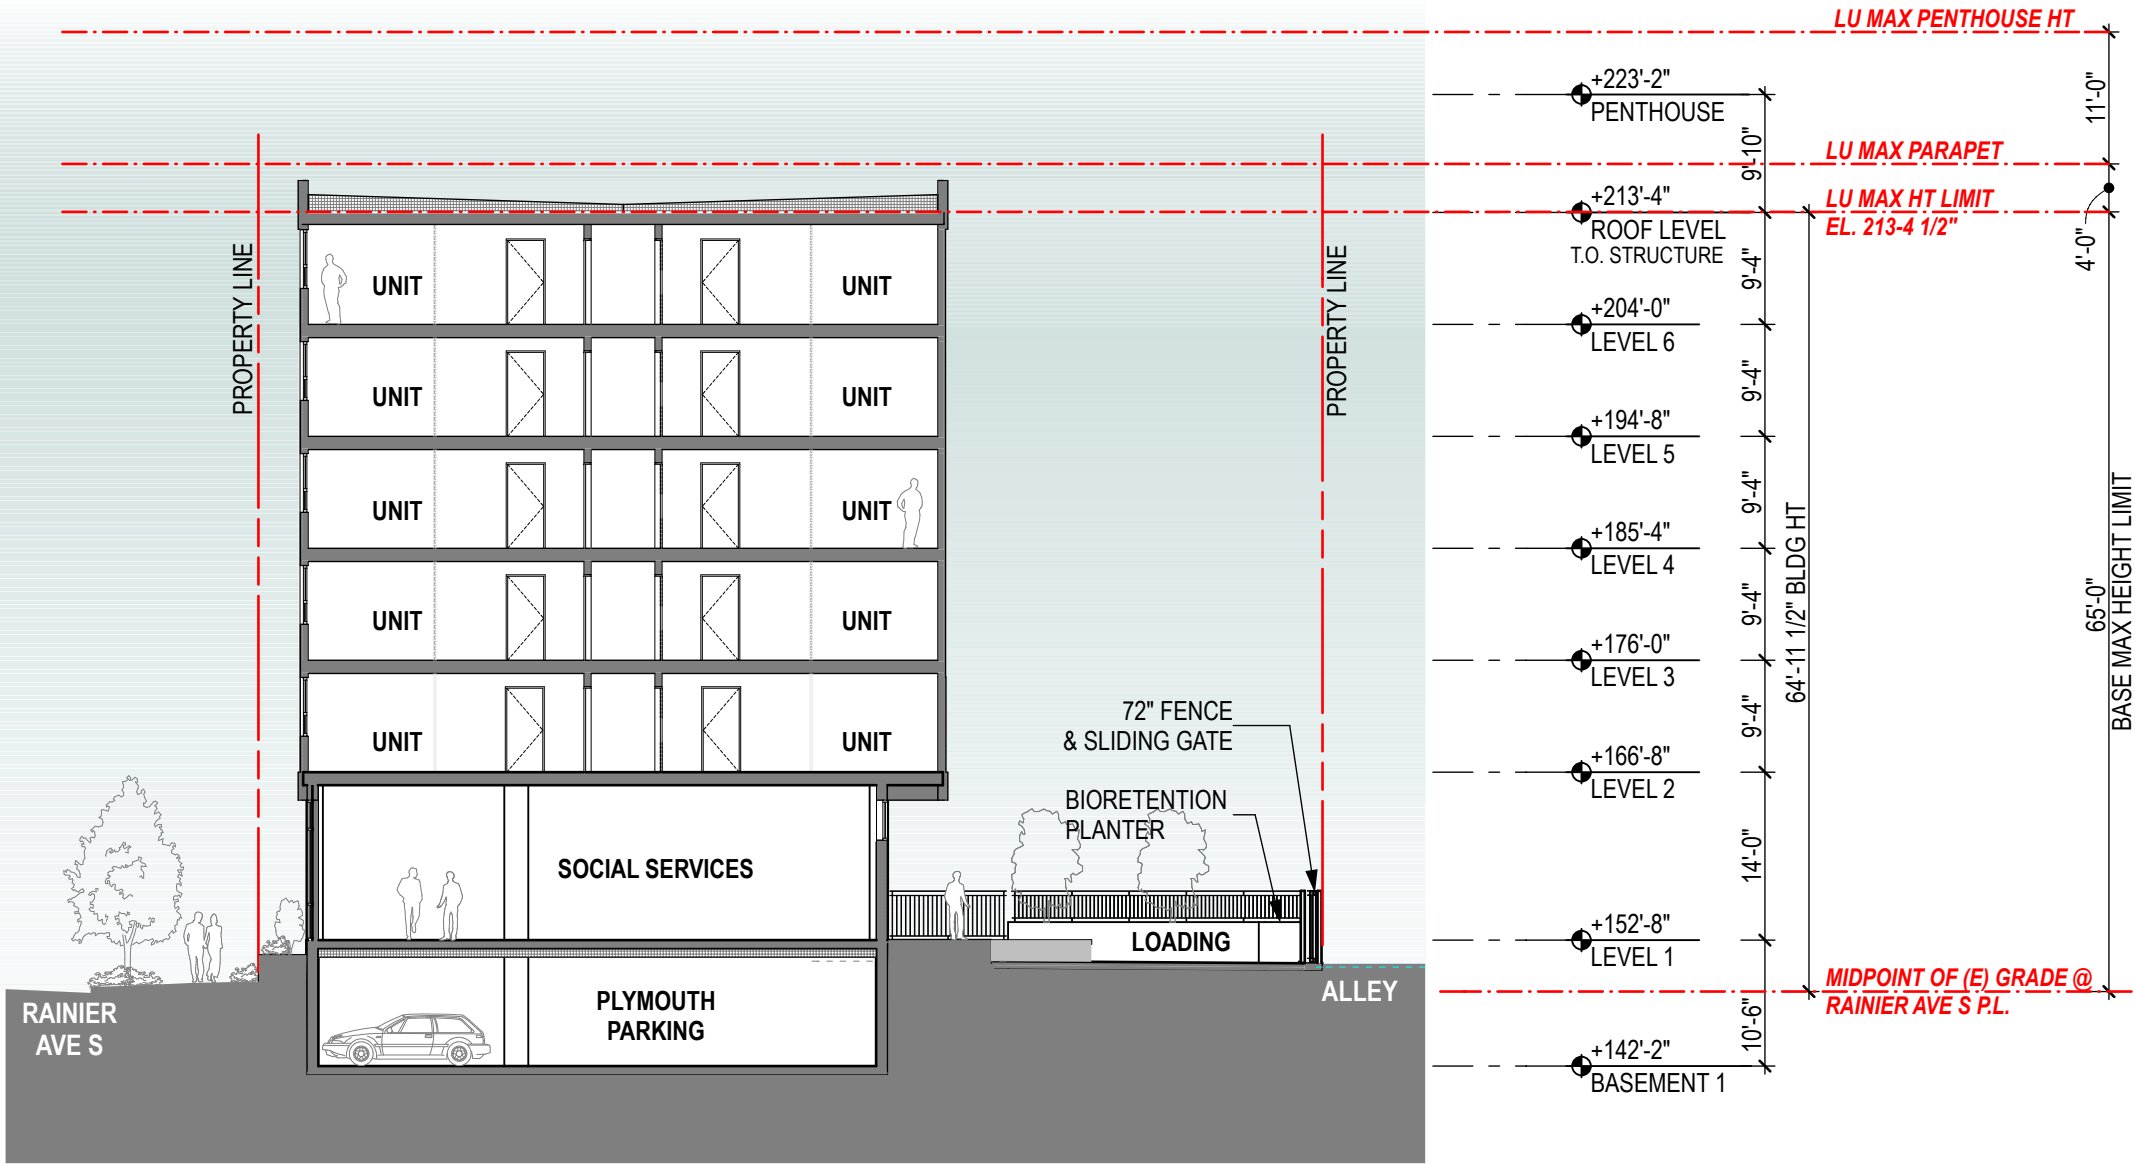 LU MAX PENTHOUSE HT
+223'-2"
PENTHOUSE
11'-0"
9'-10"
LU MAX PARAPET
+213'-4"
ROOF LEVEL
T.O. STRUCTURE
LU MAX HT LIMIT
EL. 213-4 1/2"
4'-0"
PROPERTY LINE
PROPERTY LINE
UNIT
UNIT
9'-4"
+204'-0"
LEVEL 6
UNIT
UNIT
9'-4"
+194'-8"
LEVEL 5
UNIT
UNIT
9'-4"
+185'-4"
LEVEL 4
UNIT
UNIT
9'-4"
+176'-0"
LEVEL 3
64'-11 1/2" BLDG HT
65'-0"
BASE MAX HEIGHT LIMIT
UNIT
UNIT
9'-4"
72" FENCE
& SLIDING GATE
+166'-8"
LEVEL 2
BIORETENTION
PLANTER
SOCIAL SERVICES
14'-0"
LOADING
+152'-8"
LEVEL 1
MIDPOINT OF (E) GRADE @
RAINIER AVE S P.L.
ALLEY
RAINIER
AVE S
PLYMOUTH
PARKING
10'-6"
+142'-2"
BASEMENT 1